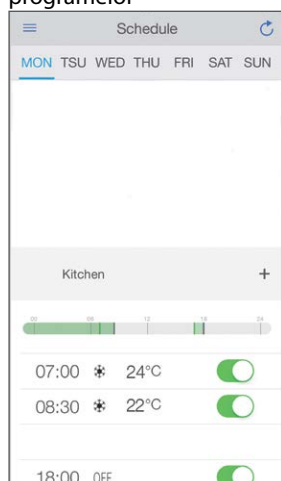 programelor
Schedule
MON TSU WED THU FRI SAT SUN
Kitchen +
00 06 12 18 24
07:00 24°C
08:30 22°C
18:00 OFF